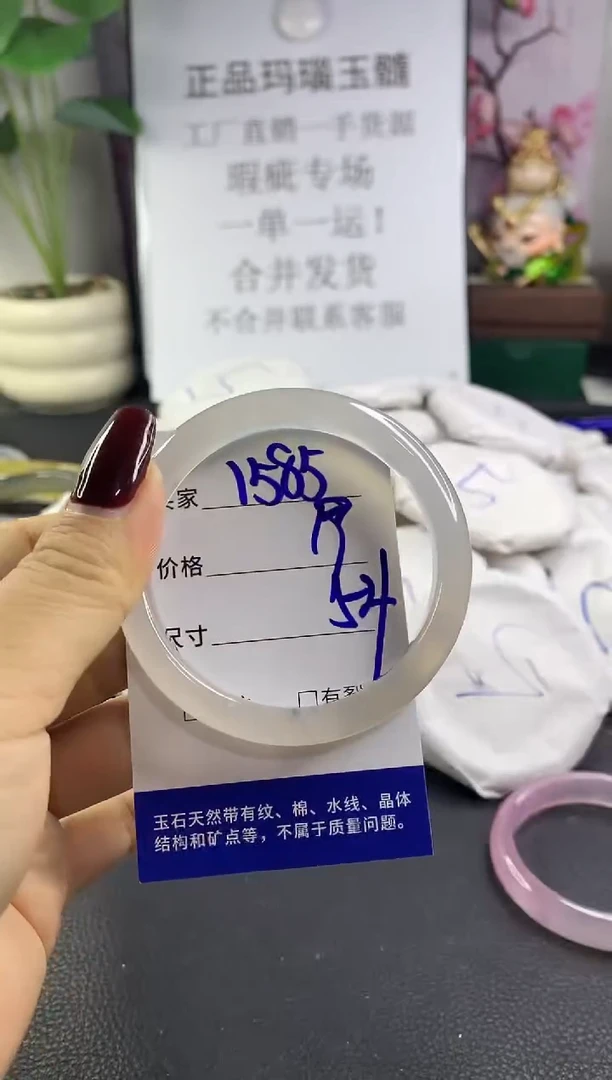 正品玛瑙玉髓
工厂直销一手货源
瑕疵专场
一单一运！
合并发货
不合并联系客服
家 1585
价格
尺寸 54
□有裂
玉石天然带有纹、棉、水线、晶体
结构和矿点等，不属于质量问题。
5